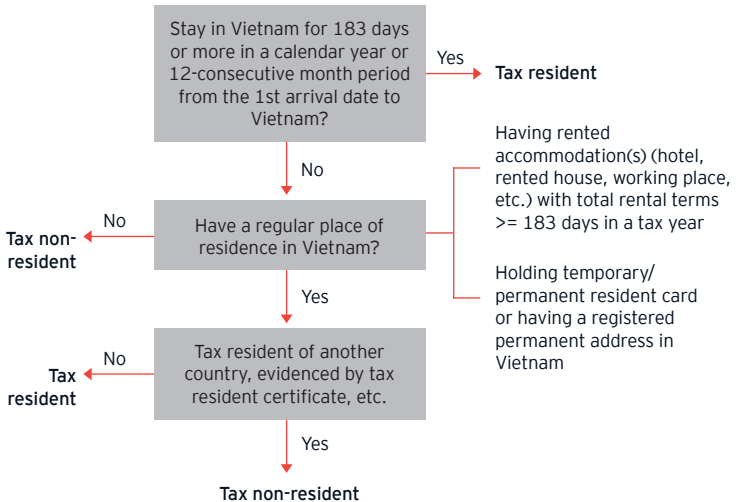 Stay in Vietnam for 183 days
or more in a calendar year or
12-consecutive month period
from the 1st arrival date to
Vietnam?
Yes
Tax resident
No
Having rented
accommodation(s) (hotel,
rented house, working place,
etc.) with total rental terms
>= 183 days in a tax year
Have a regular place of
residence in Vietnam?
No
Tax non-
resident
Holding temporary/
permanent resident card
or having a registered
permanent address in
Vietnam
Yes
Tax resident of another
country, evidenced by tax
resident certificate, etc.
No
Tax
resident
Yes
Tax non-resident